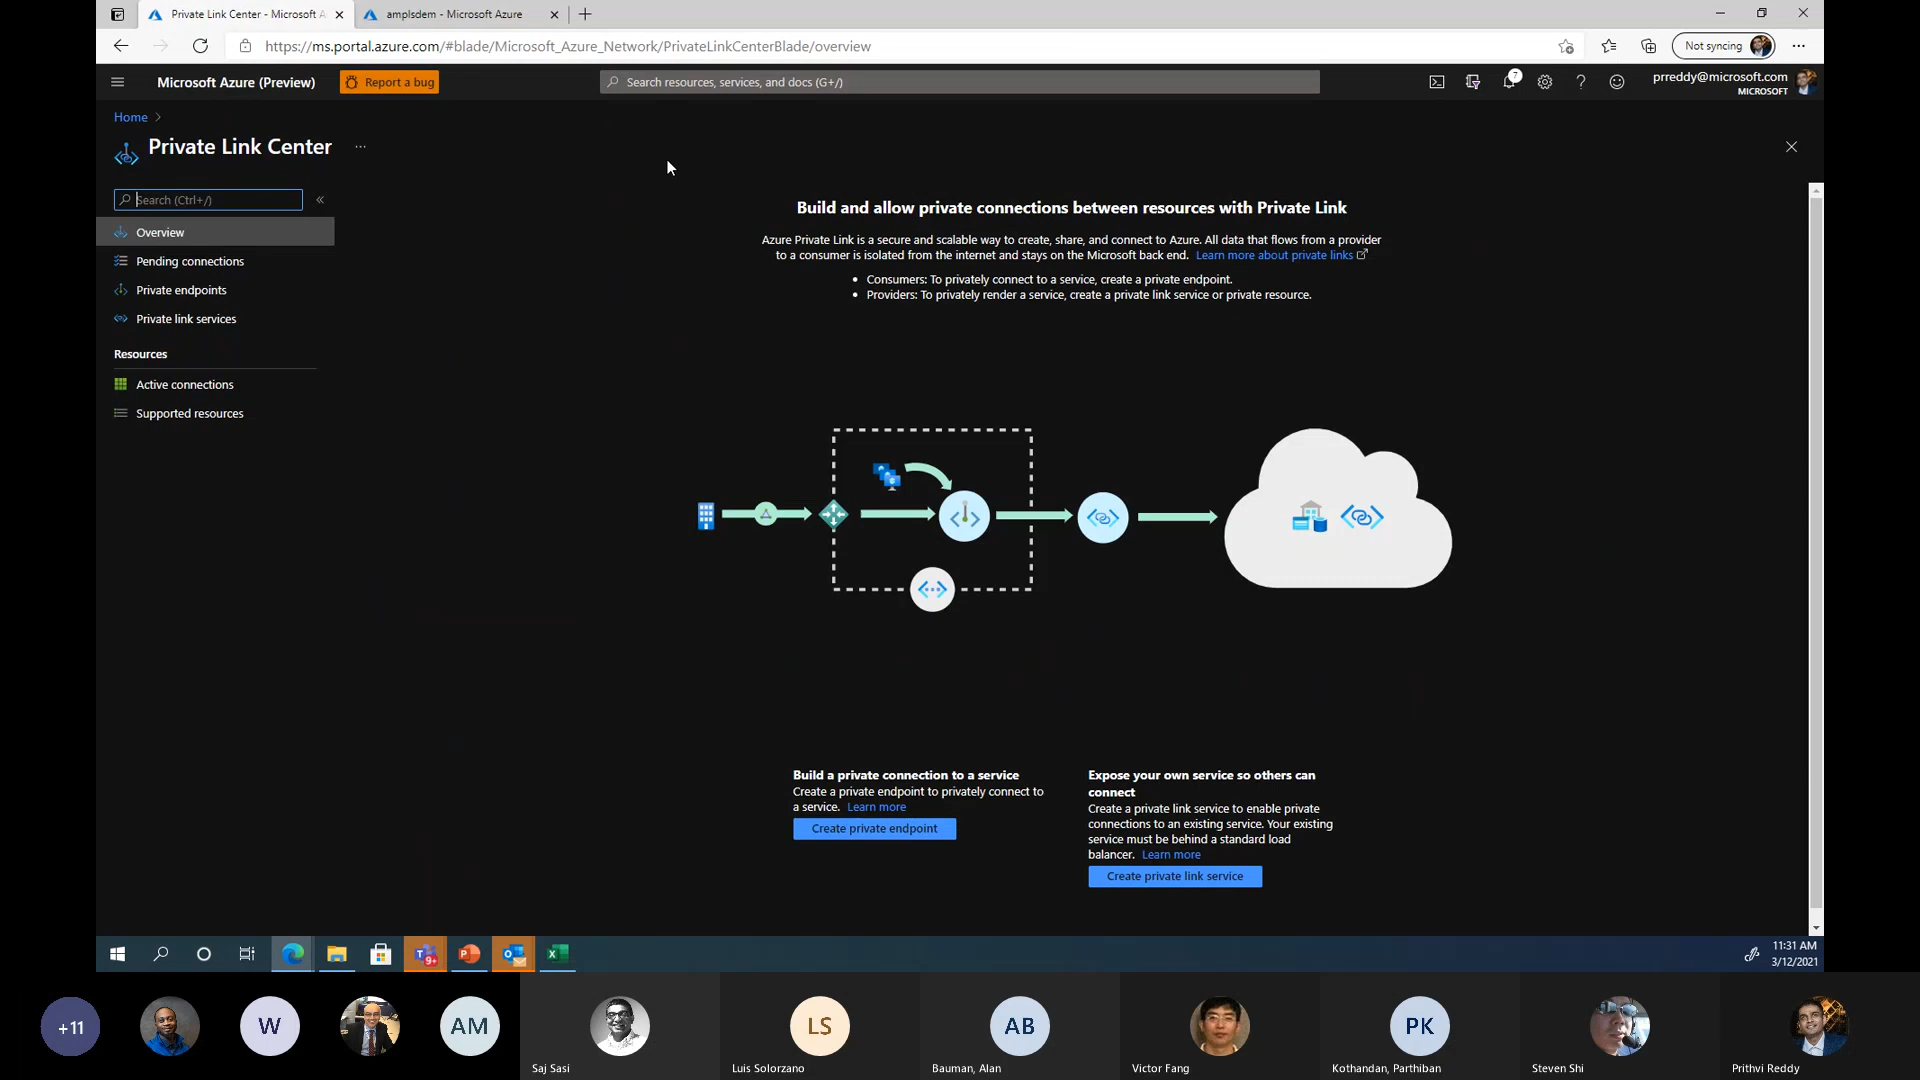 Private Link Center - Microsoft A
amplsdem - Microsoft Azure
https://ms.portal.azure.com/#blade/Microsoft_Azure_Network/PrivateLinkCenterBlade/overview
Not syncing
Microsoft Azure (Preview)
Report a bug
Search resources, services, and docs (G+/)
7
prreddy@microsoft.com
MICROSOFT
Home
Private Link Center
Search (Ctrl+/)
Overview
Pending connections
Private endpoints
Private link services
Resources
Active connections
Supported resources
Build and allow private connections between resources with Private Link
Azure Private Link is a secure and scalable way to create, share, and connect to Azure. All data that flows from a provider
to a consumer is isolated from the internet and stays on the Microsoft back end. Learn more about private links
• Consumers: To privately connect to a service, create a private endpoint.
• Providers: To privately render a service, create a private link service or private resource.
Build a private connection to a service
Create a private endpoint to privately connect to
a service. Learn more
Create private endpoint
Expose your own service so others can
connect
Create a private link service to enable private
connections to an existing service. Your existing
service must be behind a standard load
balancer. Learn more
Create private link service
9+
11:31 AM
3/12/2021
+11
W
AM
Saj Sasi
LS
Luis Solorzano
AB
Bauman, Alan
Victor Fang
PK
Kothandan, Parthiban
Steven Shi
Prithvi Reddy